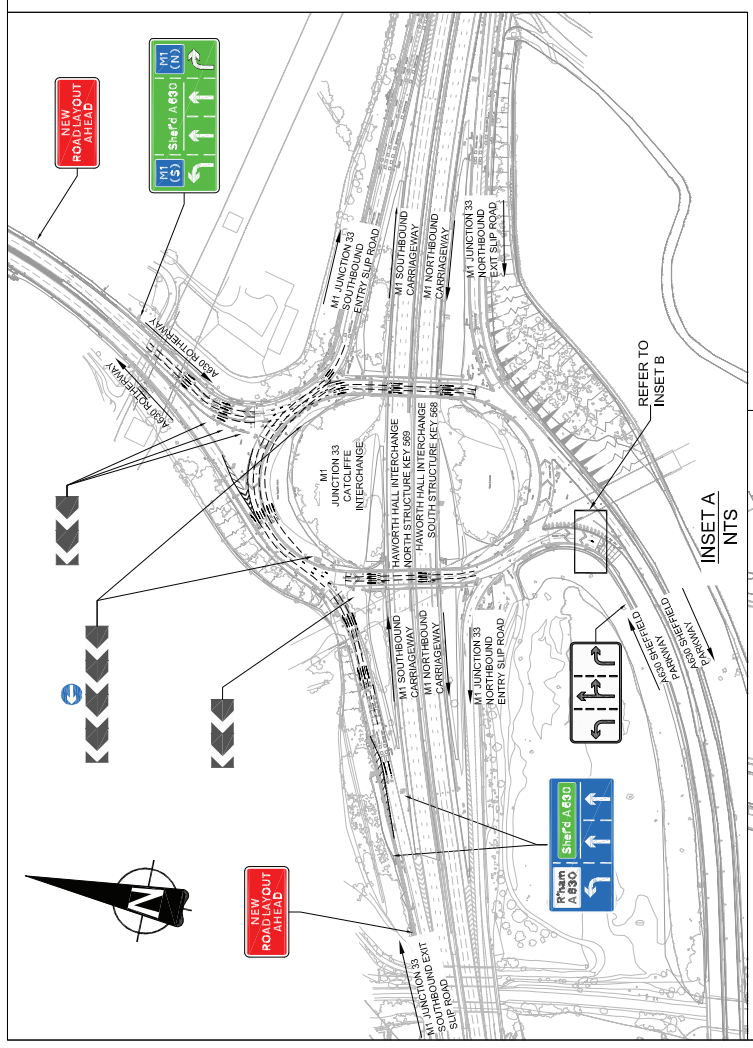 NEW
ROAD LAYOUT
AHEAD
M1
(S)
Shef'd A 630
M1
(N)
A630 ROTHERWAY
A630 ROTHERWAY
M1 JUNCTION 33
SOUTHBOUND
ENTRY SLIP ROAD
M1 SOUTHBOUND
CARRIAGEWAY
M1 NORTHBOUND
CARRIAGEWAY
M1 JUNCTION 33
NORTHBOUND
EXIT SLIP ROAD
M1
JUNCTION 33
CATCLIFFE
INTERCHANGE
HAWORTH HALL INTERCHANGE
NORTH STRUCTURE KEY 569
HAWORTH HALL INTERCHANGE
SOUTH STRUCTURE KEY 568
REFER TO
INSET B
INSET A
NTS
M1 SOUTHBOUND
CARRIAGEWAY
M1 NORTHBOUND
CARRIAGEWAY
M1 JUNCTION 33
NORTHBOUND
ENTRY SLIP ROAD
A630 SHEFFIELD
PARKWAY
A630 SHEFFIELD
PARKWAY
R'ham
A 630
Shef'd A 630
NEW
ROAD LAYOUT
AHEAD
M1 JUNCTION 33
SOUTHBOUND EXIT
SLIP ROAD
N